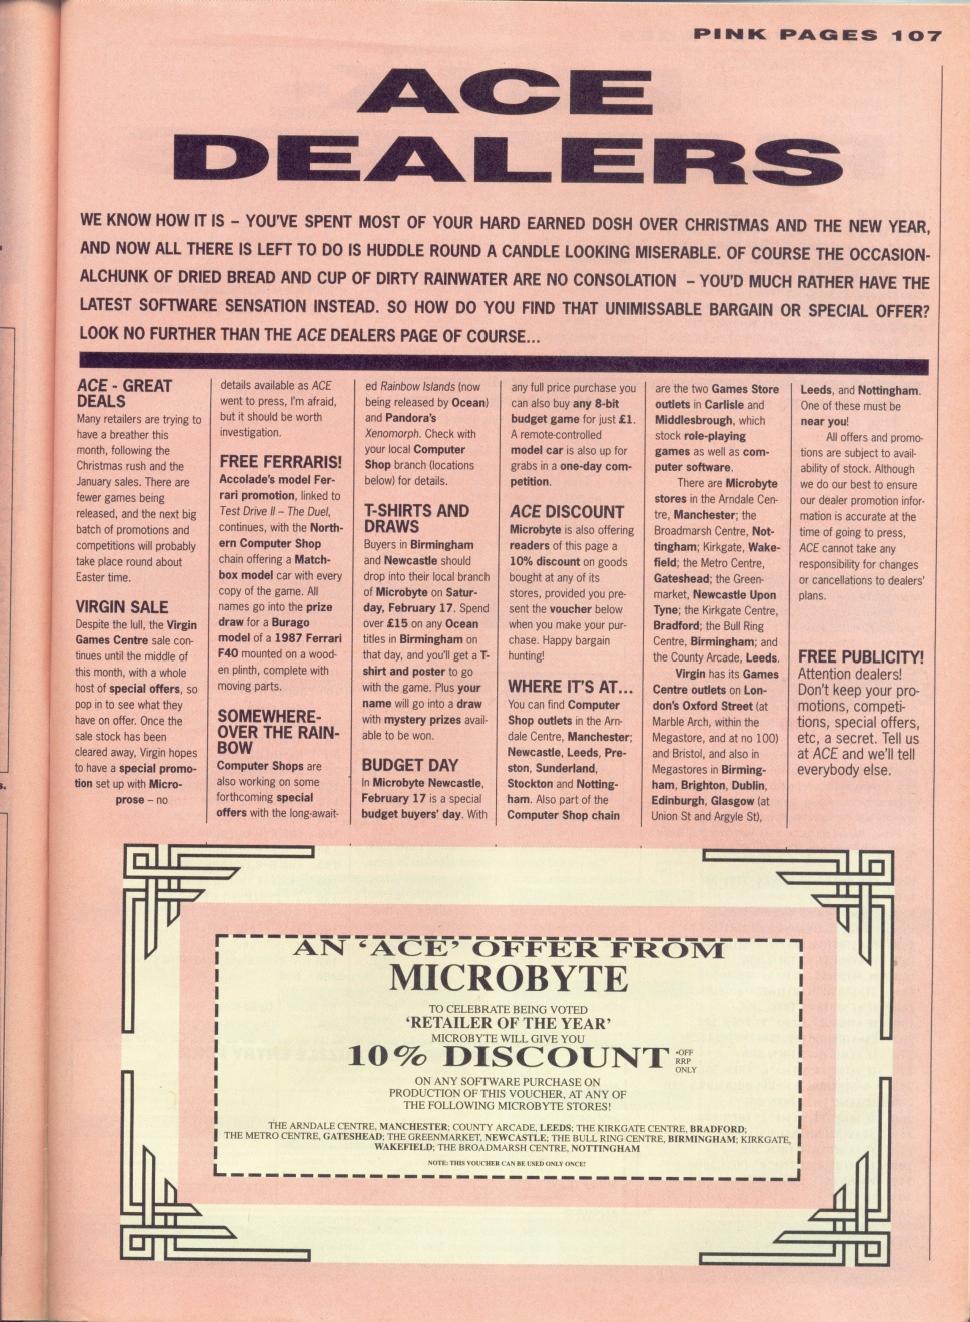 PINK PAGES 107
ACE
DEALERS
WE KNOW HOW IT IS – YOU'VE SPENT MOST OF YOUR HARD EARNED DOSH OVER CHRISTMAS AND THE NEW YEAR,
AND NOW ALL THERE IS LEFT TO DO IS HUDDLE ROUND A CANDLE LOOKING MISERABLE. OF COURSE THE OCCASION-
ALCHUNK OF DRIED BREAD AND CUP OF DIRTY RAINWATER ARE NO CONSOLATION – YOU'D MUCH RATHER HAVE THE
LATEST SOFTWARE SENSATION INSTEAD. SO HOW DO YOU FIND THAT UNIMISSABLE BARGAIN OR SPECIAL OFFER?
LOOK NO FURTHER THAN THE ACE DEALERS PAGE OF COURSE...
ACE - GREAT
DEALS
Many retailers are trying to
have a breather this
month, following the
Christmas rush and the
January sales. There are
fewer games being
released, and the next big
batch of promotions and
competitions will probably
take place round about
Easter time.
VIRGIN SALE
Despite the lull, the Virgin
Games Centre sale con-
tinues until the middle of
this month, with a whole
host of special offers, so
pop in to see what they
have on offer. Once the
sale stock has been
cleared away, Virgin hopes
to have a special promo-
tion set up with Micro-
prose – no
details available as ACE
went to press, I'm afraid,
but it should be worth
investigation.
FREE FERRARIS!
Accolade's model Fer-
rari promotion, linked to
Test Drive II – The Duel,
continues, with the North-
ern Computer Shop
chain offering a Match-
box model car with every
copy of the game. All
names go into the prize
draw for a Burago
model of a 1987 Ferrari
F40 mounted on a wood-
en plinth, complete with
moving parts.
SOMEWHERE-
OVER THE RAIN-
BOW
Computer Shops are
also working on some
forthcoming special
offers with the long-await-
ed Rainbow Islands (now
being released by Ocean)
and Pandora's
Xenomorph. Check with
your local Computer
Shop branch (locations
below) for details.
T-SHIRTS AND
DRAWS
Buyers in Birmingham
and Newcastle should
drop into their local branch
of Microbyte on Satur-
day, February 17. Spend
over £15 on any Ocean
titles in Birmingham on
that day, and you'll get a T-
shirt and poster to go
with the game. Plus your
name will go into a draw
with mystery prizes avail-
able to be won.
BUDGET DAY
In Microbyte Newcastle,
February 17 is a special
budget buyers' day. With
any full price purchase you
can also buy any 8-bit
budget game for just £1.
A remote-controlled
model car is also up for
grabs in a one-day com-
petition.
ACE DISCOUNT
Microbyte is also offering
readers of this page a
10% discount on goods
bought at any of its
stores, provided you pre-
sent the voucher below
when you make your pur-
chase. Happy bargain
hunting!
WHERE IT'S AT...
You can find Computer
Shop outlets in the Arn-
dale Centre, Manchester;
Newcastle, Leeds, Pre-
ston, Sunderland,
Stockton and Notting-
ham. Also part of the
Computer Shop chain
are the two Games Store
outlets in Carlisle and
Middlesbrough, which
stock role-playing
games as well as com-
puter software.
There are Microbyte
stores in the Arndale Cen-
tre, Manchester; the
Broadmarsh Centre, Not-
tingham; Kirkgate, Wake-
field; the Metro Centre,
Gateshead; the Green-
market, Newcastle Upon
Tyne; the Kirkgate Centre,
Bradford; the Bull Ring
Centre, Birmingham; and
the County Arcade, Leeds.
Virgin has its Games
Centre outlets on Lon-
don's Oxford Street (at
Marble Arch, within the
Megastore, and at no 100)
and Bristol, and also in
Megastores in Birming-
ham, Brighton, Dublin,
Edinburgh, Glasgow (at
Union St and Argyle St),
Leeds, and Nottingham.
One of these must be
near you!
All offers and promo-
tions are subject to avail-
ability of stock. Although
we do our best to ensure
our dealer promotion infor-
mation is accurate at the
time of going to press,
ACE cannot take any
responsibility for changes
or cancellations to dealers'
plans.
FREE PUBLICITY!
Attention dealers!
Don't keep your pro-
motions, competi-
tions, special offers,
etc, a secret. Tell us
at ACE and we'll tell
everybody else.
AN 'ACE' OFFER FROM
MICROBYTE
TO CELEBRATE BEING VOTED
'RETAILER OF THE YEAR'
MICROBYTE WILL GIVE YOU
10% DISCOUNT *OFF
RRP
ONLY
ON ANY SOFTWARE PURCHASE ON
PRODUCTION OF THIS VOUCHER, AT ANY OF
THE FOLLOWING MICROBYTE STORES!
THE ARNDALE CENTRE, MANCHESTER; COUNTY ARCADE, LEEDS; THE KIRKGATE CENTRE, BRADFORD;
THE METRO CENTRE, GATESHEAD; THE GREENMARKET, NEWCASTLE; THE BULL RING CENTRE, BIRMINGHAM; KIRKGATE,
WAKEFIELD; THE BROADMARSH CENTRE, NOTTINGHAM
NOTE: THIS VOUCHER CAN BE USED ONLY ONCE!